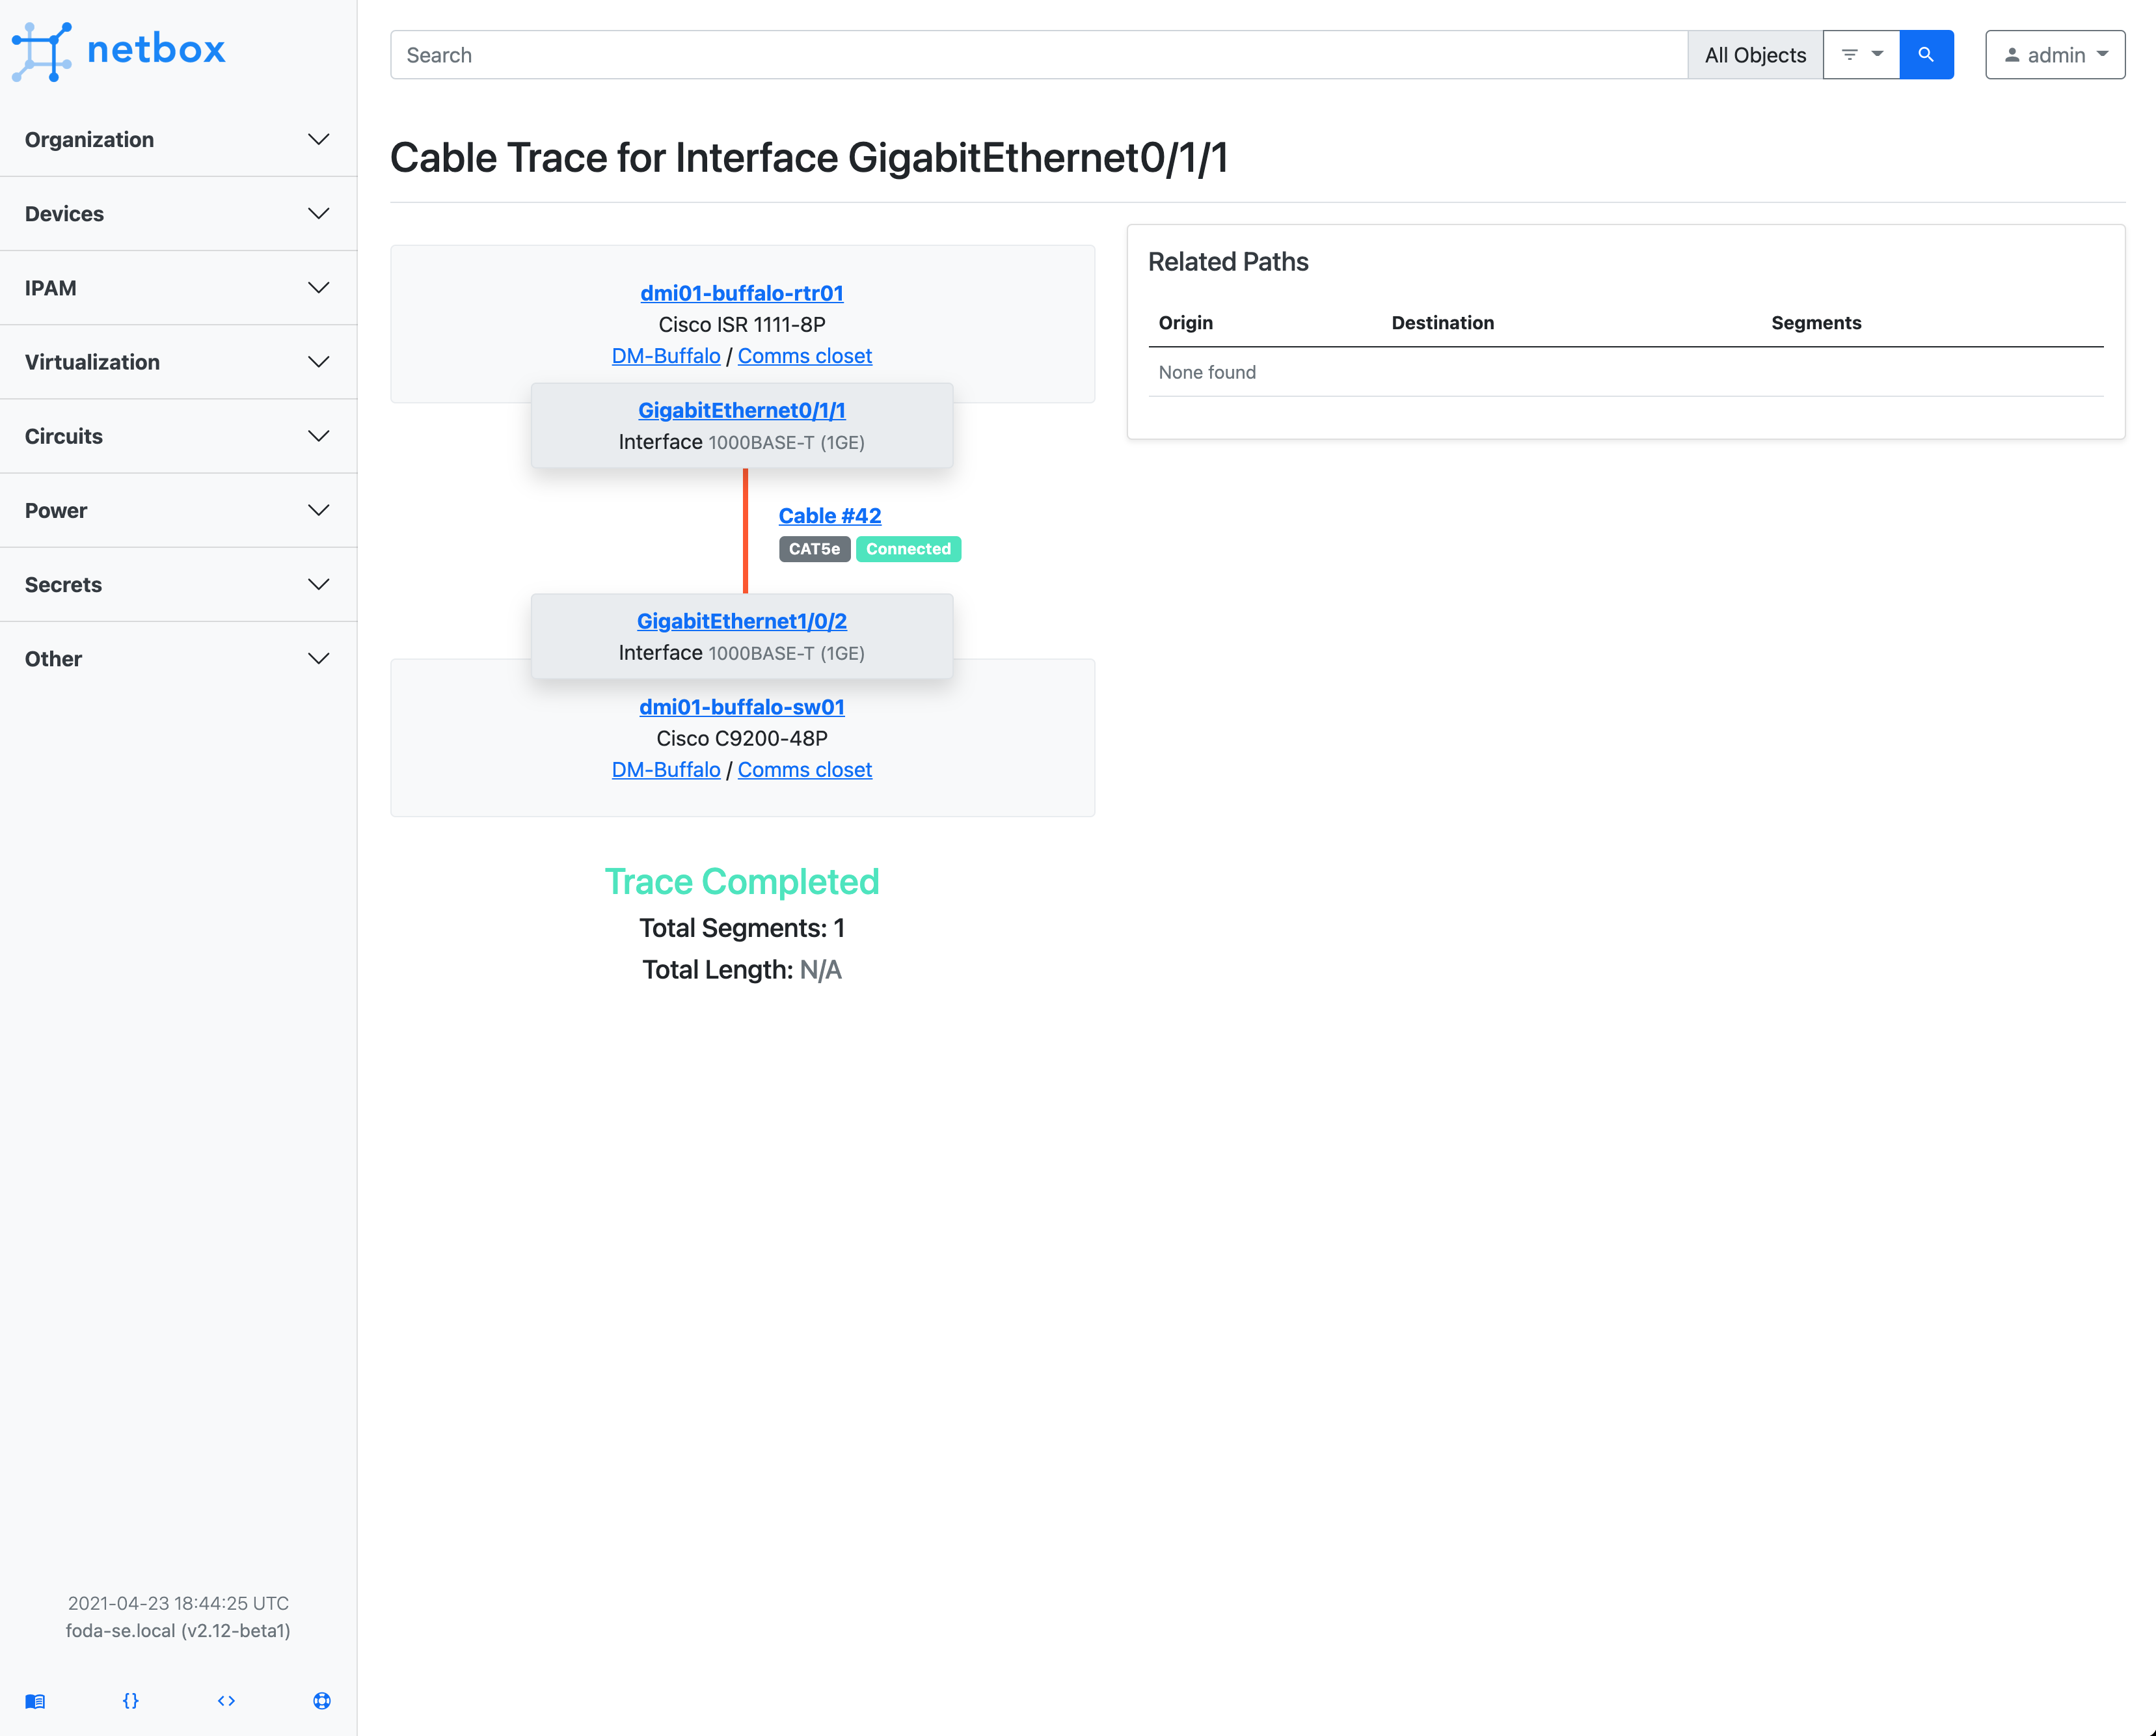 netbox
Organization
Devices
IPAM
Virtualization
Circuits
Power
Secrets
Other
2021-04-23 18:44:25 UTC
foda-se.local (v2.12-beta1)
Search
All Objects
admin
Cable Trace for Interface GigabitEthernet0/1/1
dmi01-buffalo-rtr01
Cisco ISR 1111-8P
DM-Buffalo / Comms closet
GigabitEthernet0/1/1
Interface 1000BASE-T (1GE)
Cable #42
CAT5e Connected
GigabitEthernet1/0/2
Interface 1000BASE-T (1GE)
dmi01-buffalo-sw01
Cisco C9200-48P
DM-Buffalo / Comms closet
Trace Completed
Total Segments: 1
Total Length: N/A
Related Paths
Origin Destination Segments
None found